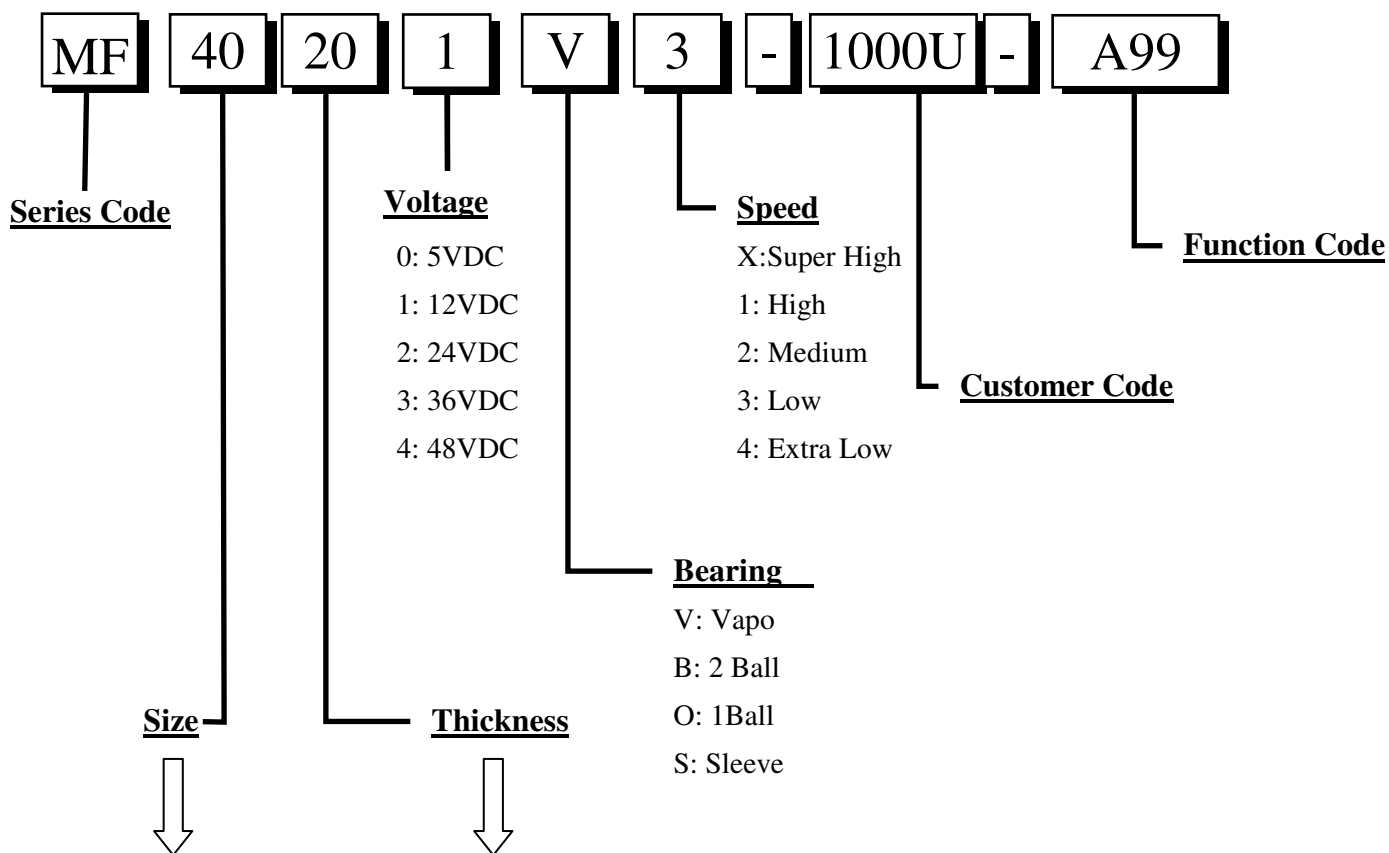 MF 40 20 1 V 3 - 1000U - A99
Series Code
Voltage
0: 5VDC
1: 12VDC
2: 24VDC
3: 36VDC
4: 48VDC
Speed
X:Super High
1: High
2: Medium
3: Low
4: Extra Low
Function Code
Customer Code
Bearing
V: Vapo
B: 2 Ball
O: 1Ball
S: Sleeve
Size
Thickness